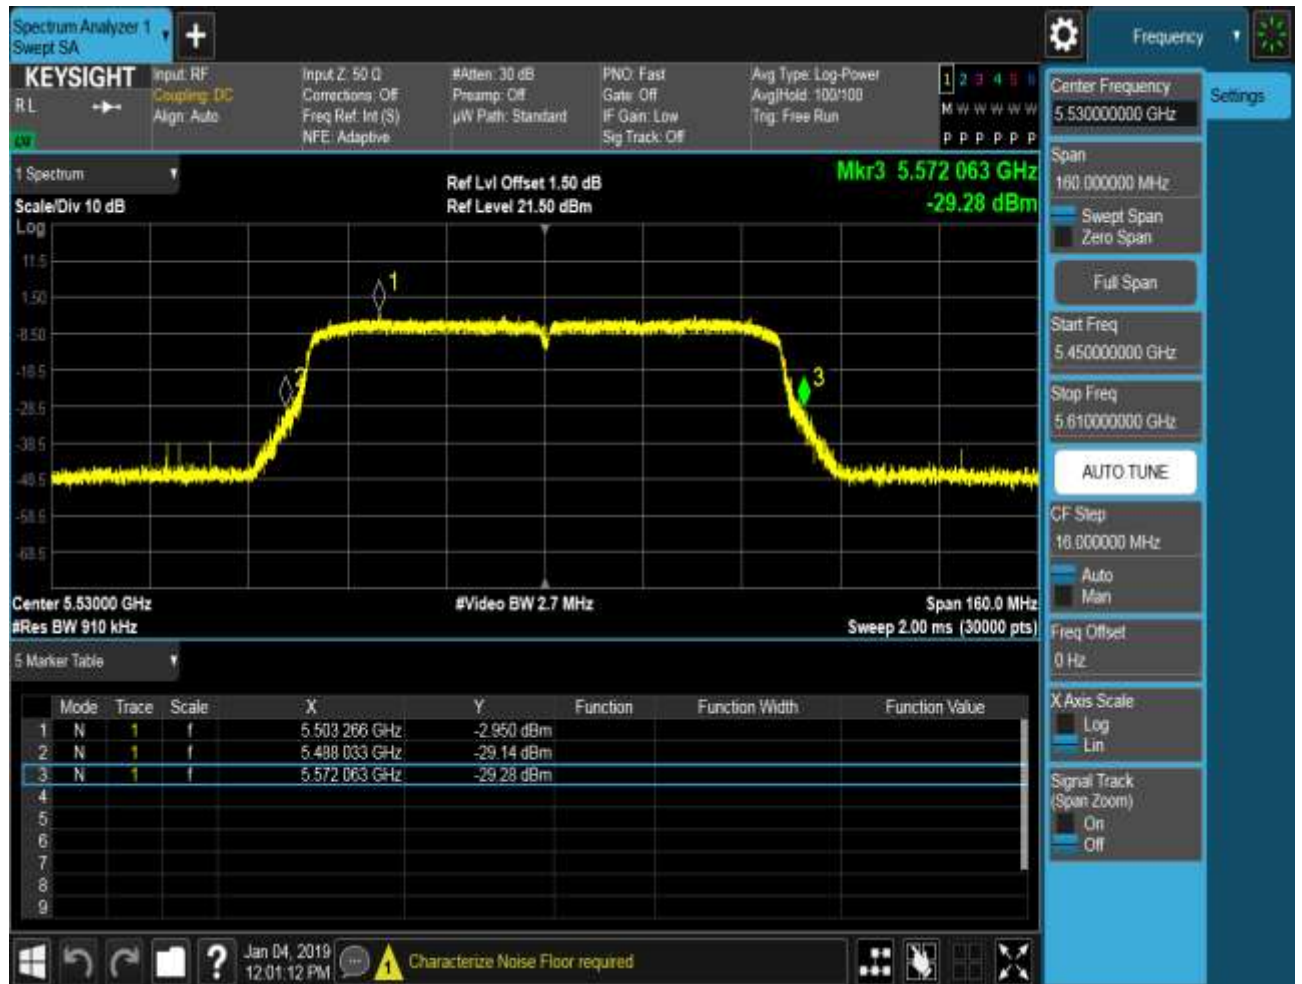 Spectrum Analyzer 1
Swept SA
Frequency
KEYSIGHT
RL
Input: RF
Coupling: DC
Align: Auto
Input Z: 50 Ω
Corrections: Off
Freq Ref: Int (S)
NFE: Adaptive
#Atten: 30 dB
Preamp: Off
µW Path: Standard
PNO: Fast
Gate: Off
IF Gain: Low
Sig Track: Off
Avg Type: Log-Power
Avg|Hold: 100/100
Trig: Free Run
1 2 3 4 5 6
M W W W W W
P P P P P P
1 Spectrum
Scale/Div 10 dB
Log
Ref Lvl Offset 1.50 dB
Ref Level 21.50 dBm
Mkr3 5.572 063 GHz
-29.28 dBm
11.5
1.50
-8.50
-18.5
-28.5
-38.5
-48.5
-58.5
-68.5
1
2
3
Center 5.53000 GHz
#Video BW 2.7 MHz
Span 160.0 MHz
#Res BW 910 kHz
Sweep 2.00 ms (30000 pts)
5 Marker Table
Mode Trace Scale X Y Function Function Width Function Value
1 N 1 f 5.503 266 GHz -2.950 dBm
2 N 1 f 5.488 033 GHz -29.14 dBm
3 N 1 f 5.572 063 GHz -29.28 dBm
4
5
6
7
8
9
Jan 04, 2019
12:01:12 PM
1
Characterize Noise Floor required
Center Frequency
5.530000000 GHz
Settings
Span
160.000000 MHz
Swept Span
Zero Span
Full Span
Start Freq
5.450000000 GHz
Stop Freq
5.610000000 GHz
AUTO TUNE
CF Step
16.000000 MHz
Auto
Man
Freq Offset
0 Hz
X Axis Scale
Log
Lin
Signal Track
(Span Zoom)
On
Off